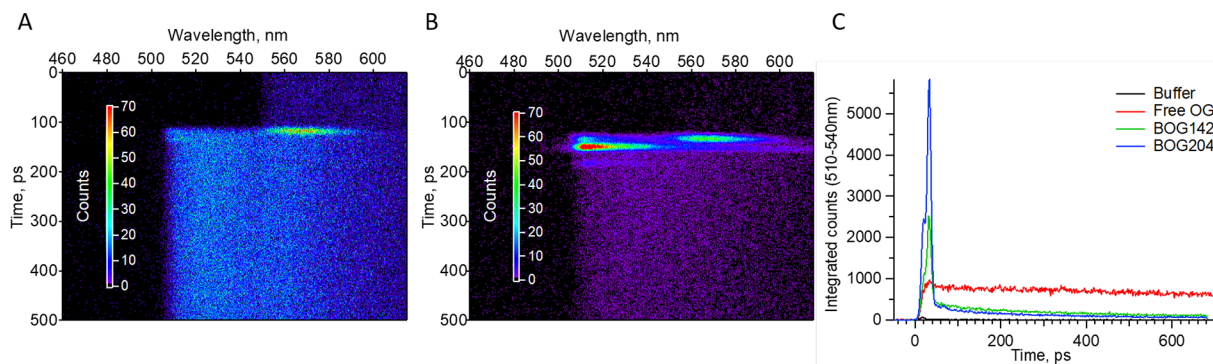 A
Wavelength, nm
460 480 500 520 540 560 580 600
0
100
200
300
400
500
Time, ps
Counts
70
60
50
40
30
20
10
0
B
Wavelength, nm
460 480 500 520 540 560 580 600
0
100
200
300
400
500
Time, ps
Counts
70
60
50
40
30
20
10
0
C
Integrated counts (510-540nm)
5000
4000
3000
2000
1000
0
Buffer
Free OG
BOG142
BOG204
0 200 400 600
Time, ps